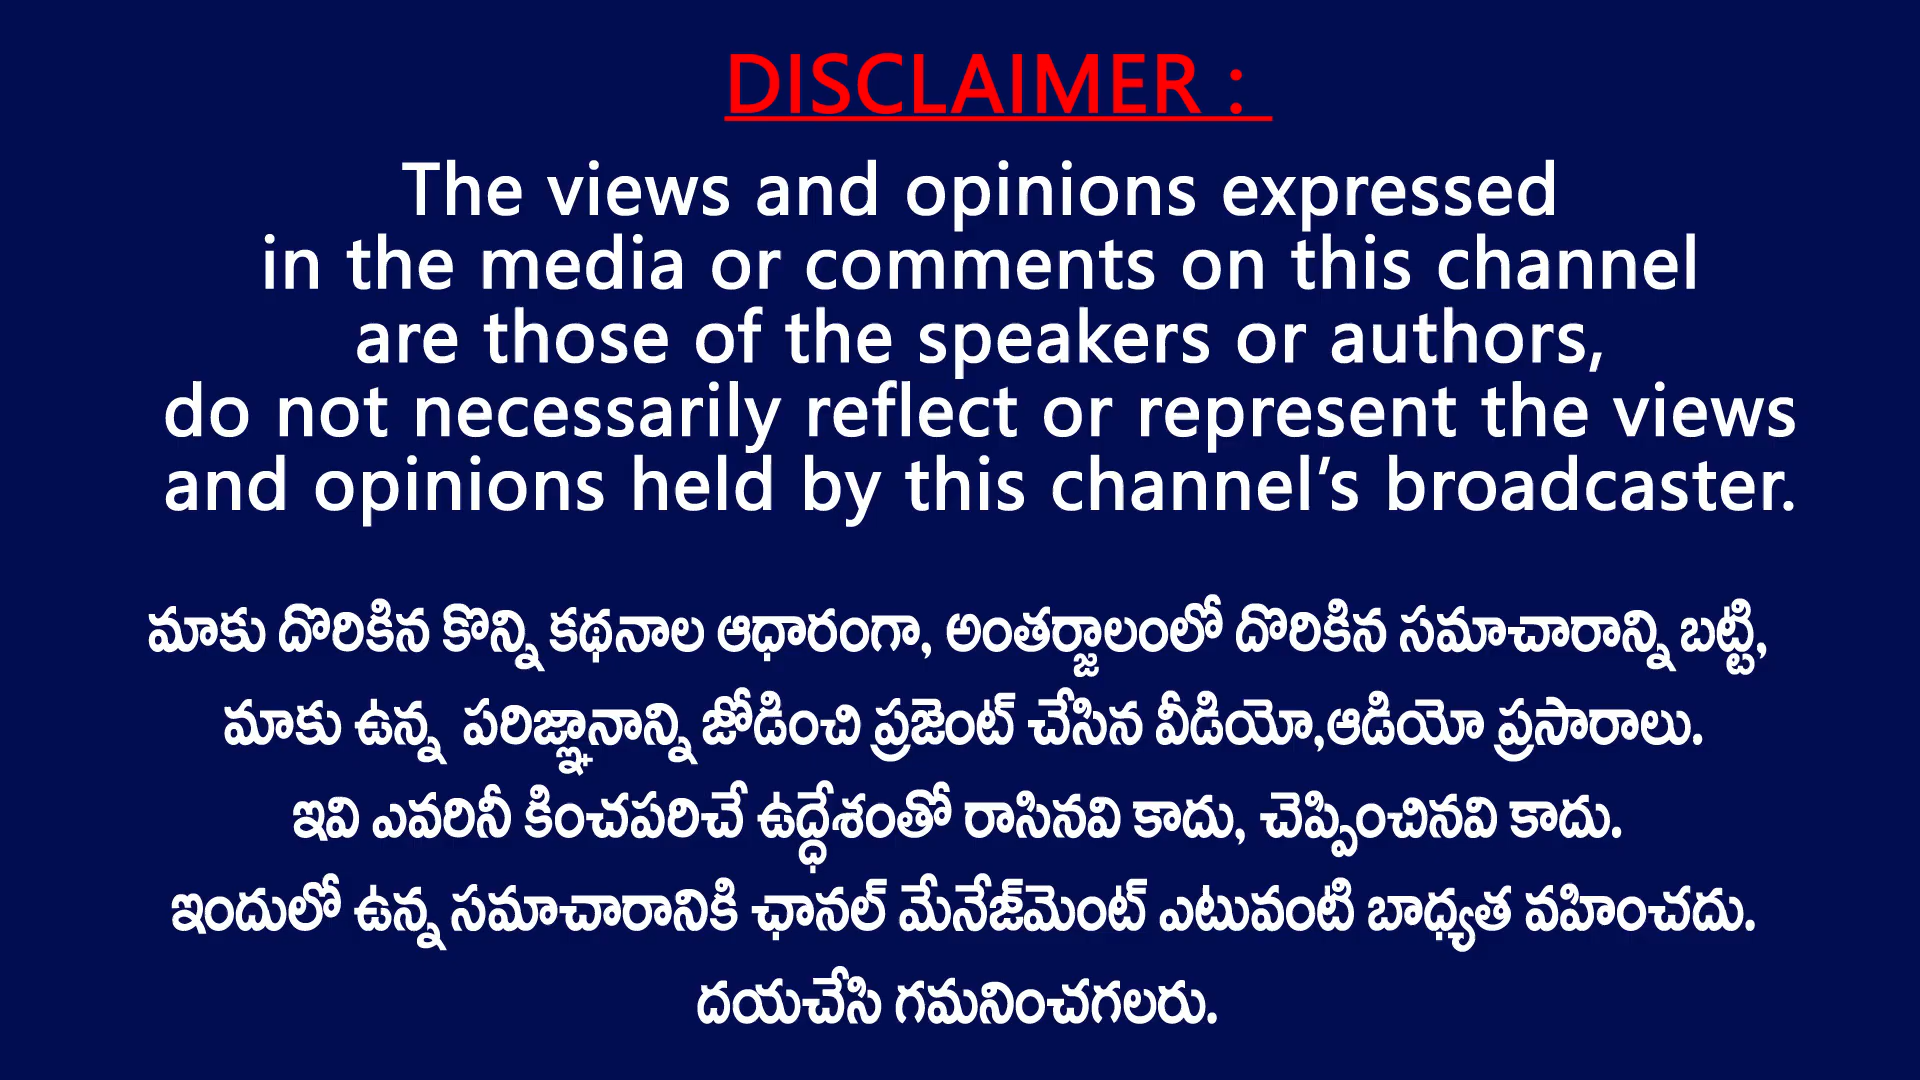 DISCLAIMER :
The views and opinions expressed
in the media or comments on this channel
are those of the speakers or authors,
do not necessarily reflect or represent the views
and opinions held by this channel’s broadcaster.
మాకు దొరికిన కొన్ని కథనాల ఆధారంగా, అంతర్జాలంలో దొరికిన సమాచారాన్ని బట్టి,
మాకు ఉన్న పరిజ్ఞానాన్ని జోడించి ప్రజెంట్ చేసిన వీడియో,ఆడియో ప్రసారాలు.
ఇవి ఎవరినీ కించపరిచే ఉద్ధేశంతో రాసినవి కాదు, చెప్పించినవి కాదు.
ఇందులో ఉన్న సమాచారానికి ఛానల్ మేనేజ్‌మెంట్ ఎటువంటి బాధ్యత వహించదు.
దయచేసి గమనించగలరు.